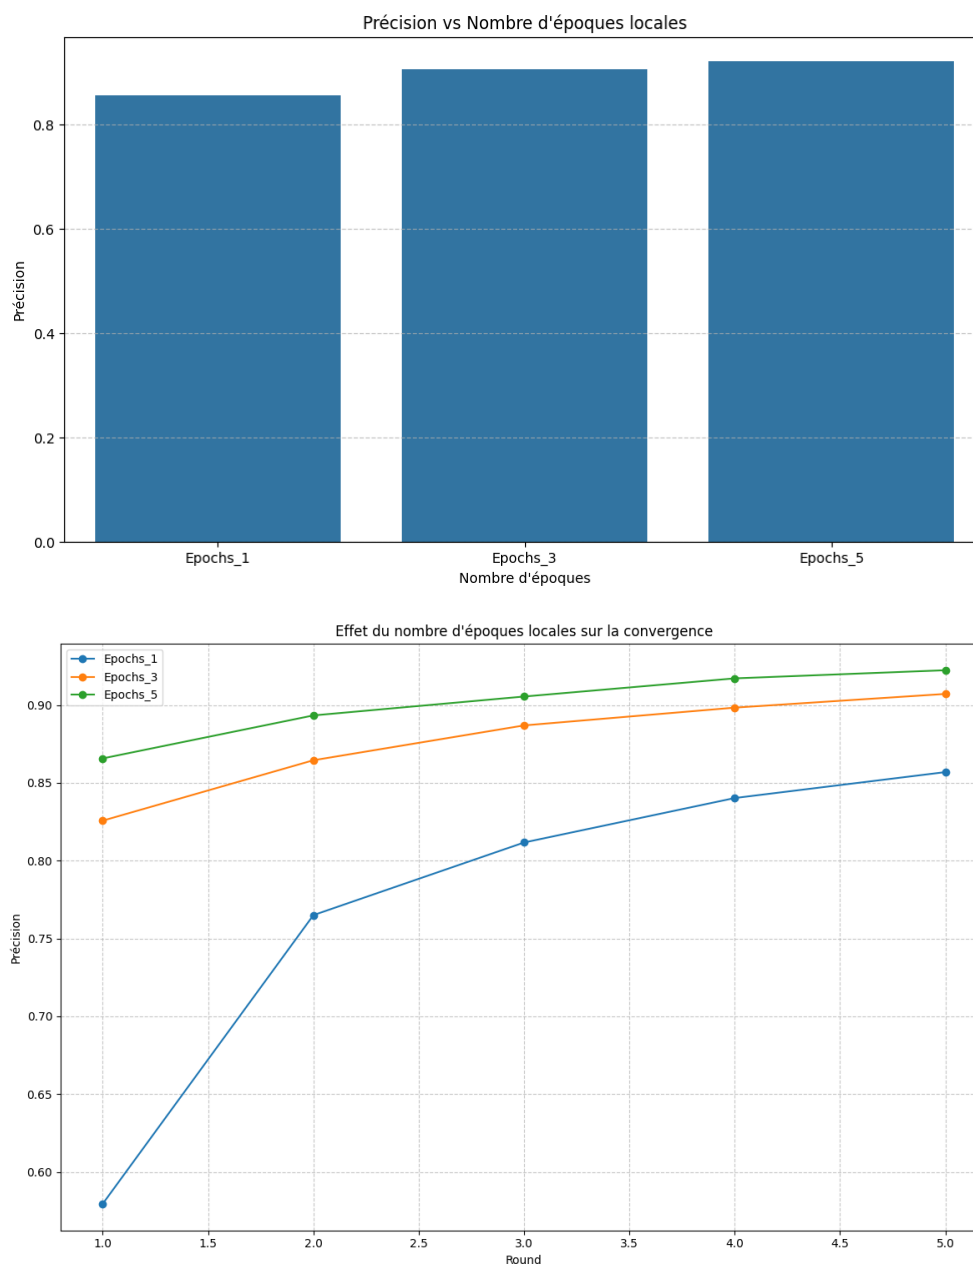 Précision vs Nombre d'époques locales
0.8
0.6
0.4
0.2
0.0
Précision
Epochs_1 Epochs_3 Epochs_5
Nombre d'époques
Effet du nombre d'époques locales sur la convergence
Epochs_1
Epochs_3
Epochs_5
0.90
0.85
0.80
0.75
0.70
0.65
0.60
Précision
1.0 1.5 2.0 2.5 3.0 3.5 4.0 4.5 5.0
Round